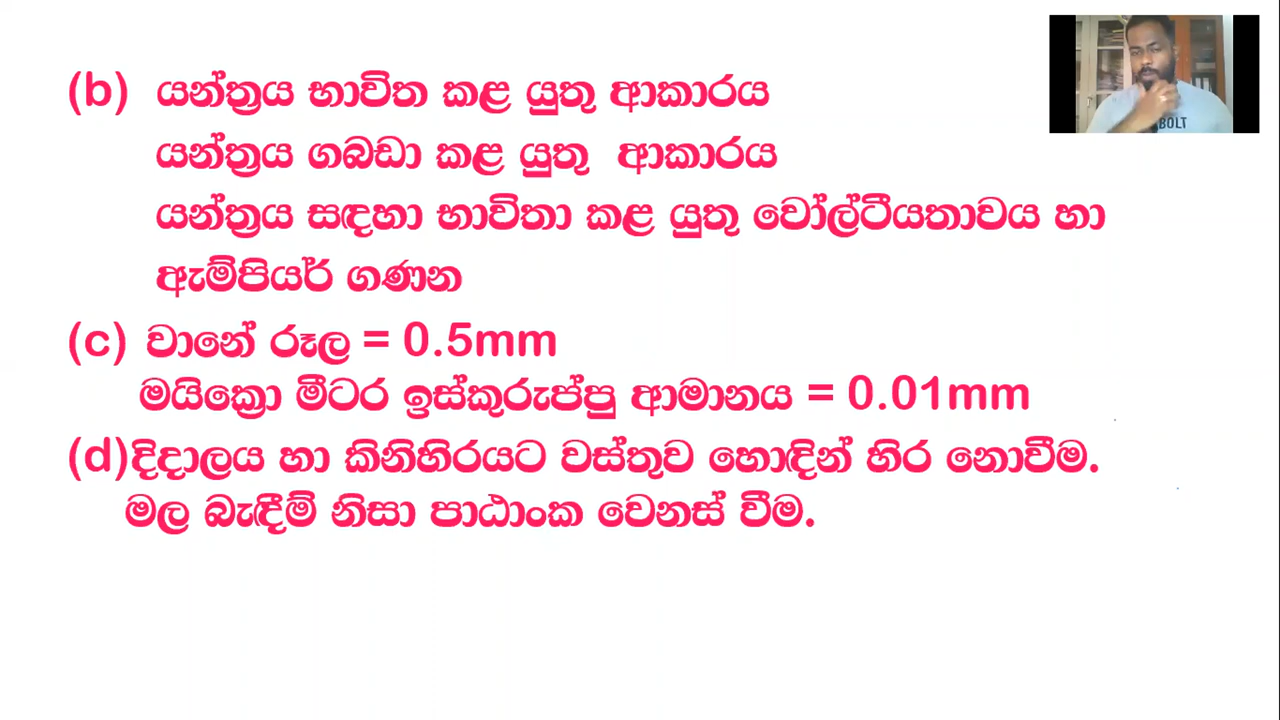 (b) යන්ත්‍රය භාවිත කළ යුතු ආකාරය
යන්ත්‍රය ගබඩා කළ යුතු ආකාරය
යන්ත්‍රය සඳහා භාවිතා කළ යුතු වෝල්ටීයතාවය හා
ඇම්පියර් ගණන
(c) වානේ රූල = 0.5mm
මයික්‍රො මීටර ඉස්කුරුප්පු ආමානය = 0.01mm
(d)දිදාලය හා කිනිහිරයට වස්තුව හොඳින් හිර නොවීම.
මල බැඳීම් නිසා පාඨාංක වෙනස් වීම.
BOLT